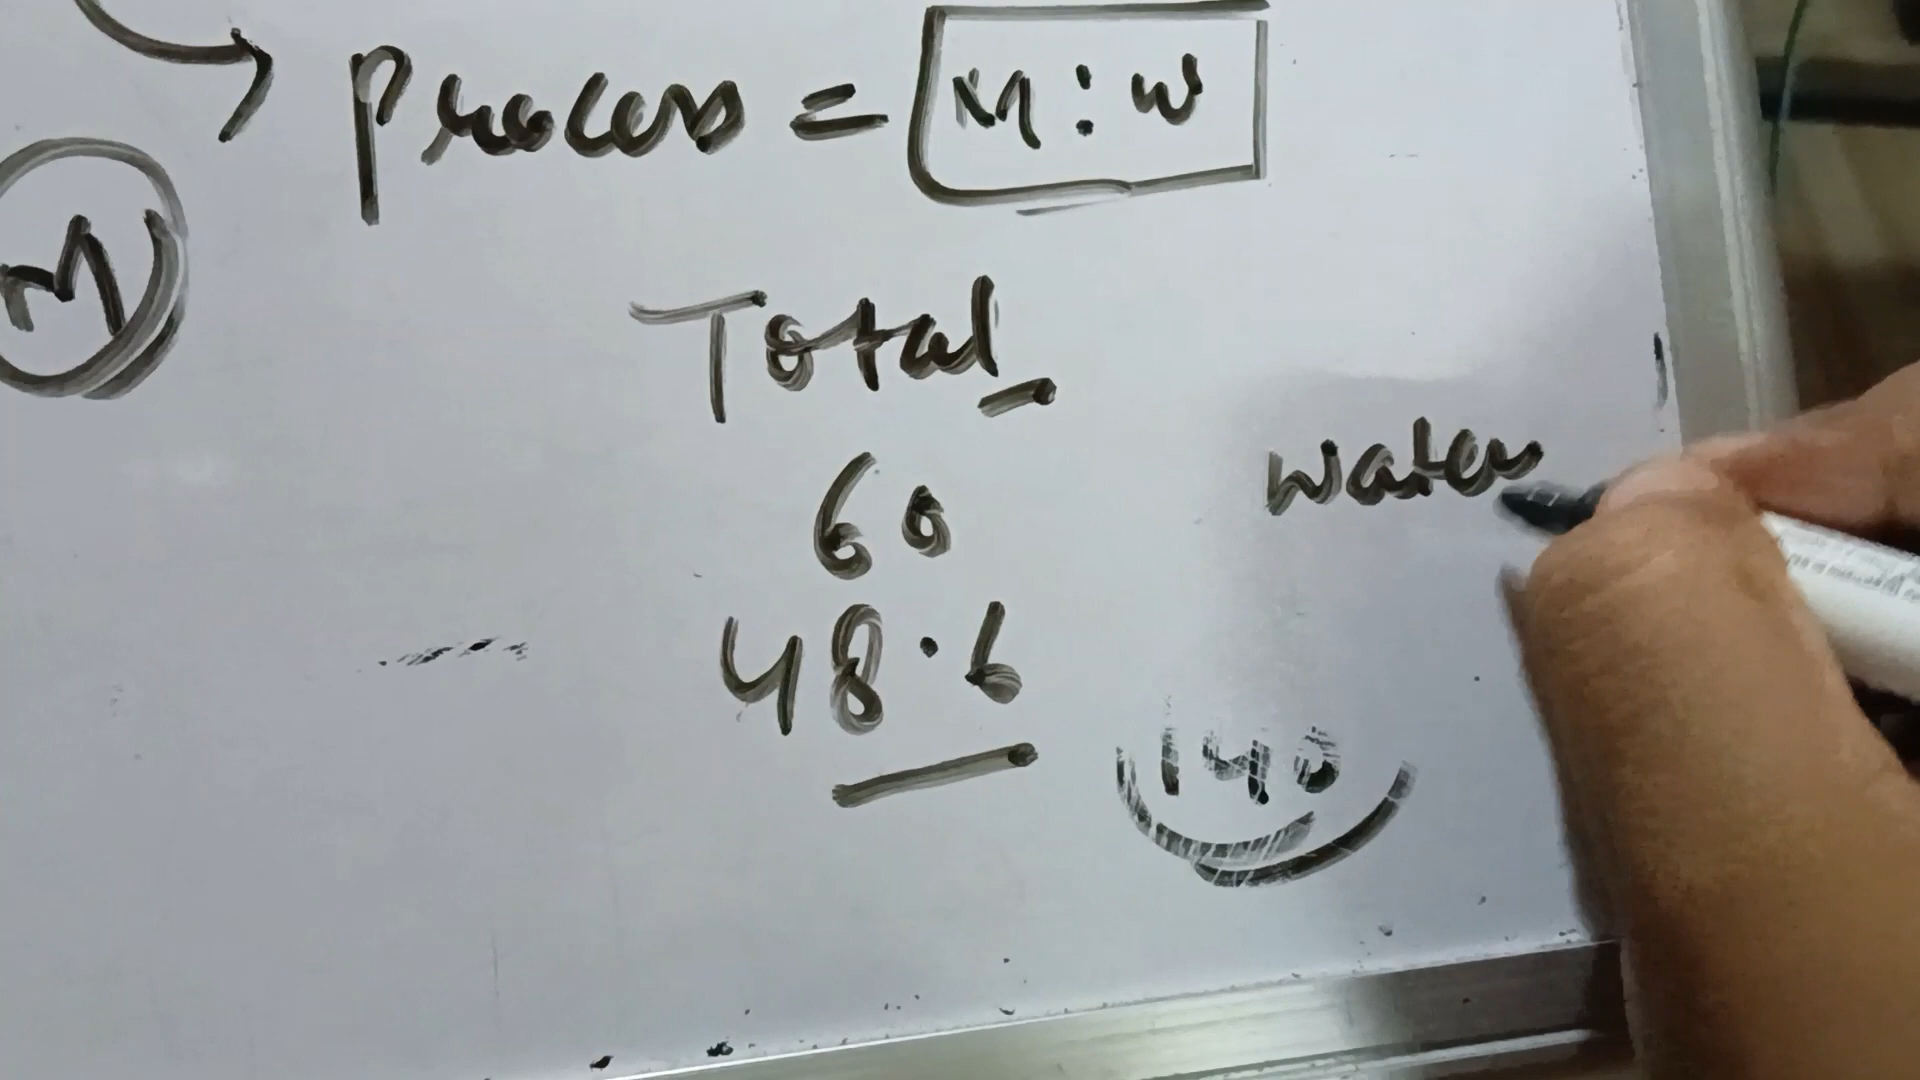 Process = M : W
M
Total
60
Water
48.6
140